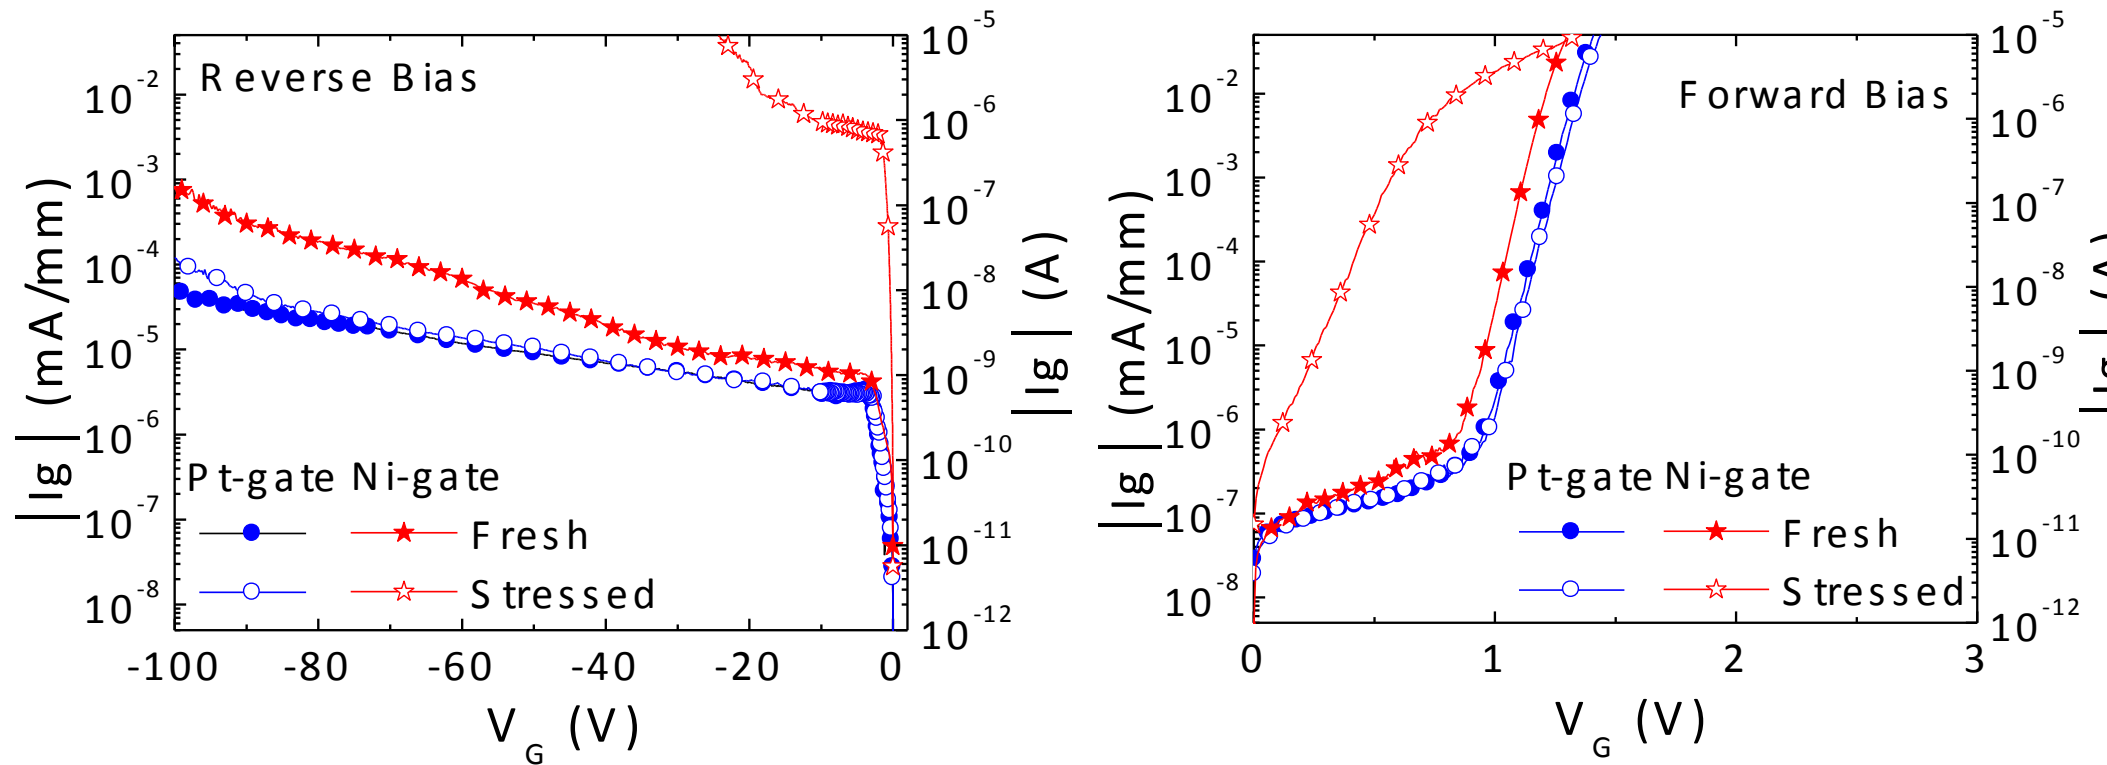 Reverse Bias
|Ig| (mA/mm)
10^-2
10^-3
10^-4
10^-5
10^-6
10^-7
10^-8
Pt-gate Ni-gate
Fresh
Stressed
-100 -80 -60 -40 -20 0
V_G (V)
10^-5
10^-6
10^-7
10^-8
10^-9
10^-10
10^-11
10^-12
|Ig| (A)
Forward Bias
|Ig| (mA/mm)
10^-2
10^-3
10^-4
10^-5
10^-6
10^-7
10^-8
Pt-gate Ni-gate
Fresh
Stressed
0 1 2 3
V_G (V)
10^-5
10^-6
10^-7
10^-8
10^-9
10^-10
10^-11
10^-12